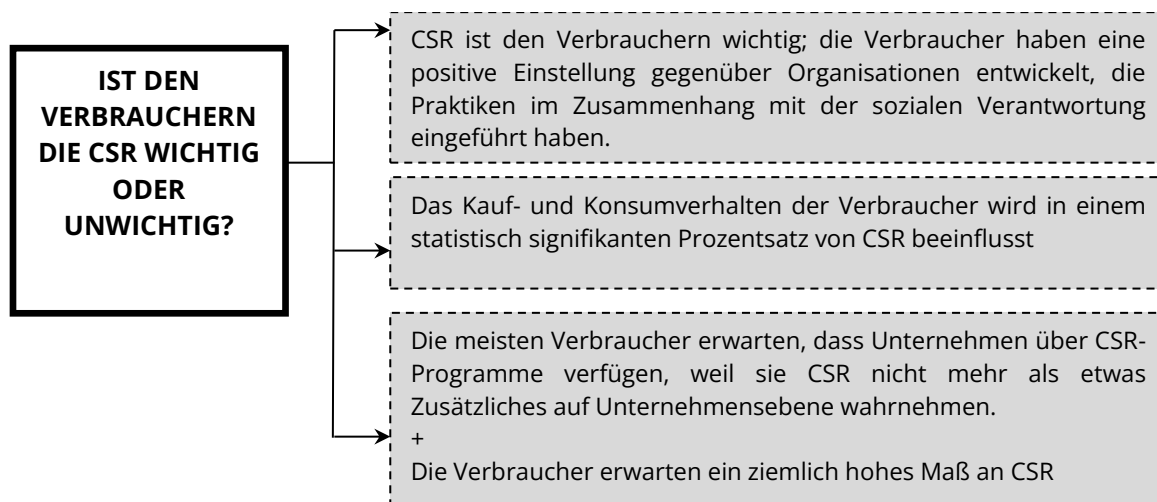 IST DEN
VERBRAUCHERN
DIE CSR WICHTIG
ODER
UNWICHTIG?
CSR ist den Verbrauchern wichtig; die Verbraucher haben eine
positive Einstellung gegenüber Organisationen entwickelt, die
Praktiken im Zusammenhang mit der sozialen Verantwortung
eingeführt haben.
Das Kauf- und Konsumverhalten der Verbraucher wird in einem
statistisch signifikanten Prozentsatz von CSR beeinflusst
Die meisten Verbraucher erwarten, dass Unternehmen über CSR-
Programme verfügen, weil sie CSR nicht mehr als etwas
Zusätzliches auf Unternehmensebene wahrnehmen.
+
Die Verbraucher erwarten ein ziemlich hohes Maß an CSR